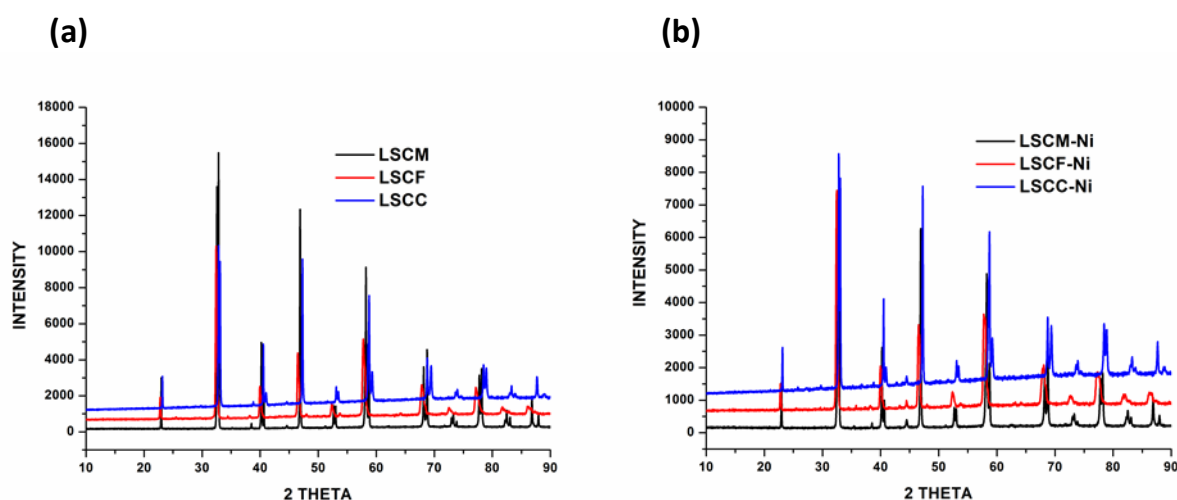 (a)
(b)
18000
16000
14000
12000
10000
8000
6000
4000
2000
0
INTENSITY
LSCM
LSCF
LSCC
10 20 30 40 50 60 70 80 90
2 THETA
10000
9000
8000
7000
6000
5000
4000
3000
2000
1000
0
INTENSITY
LSCM-Ni
LSCF-Ni
LSCC-Ni
10 20 30 40 50 60 70 80 90
2 THETA